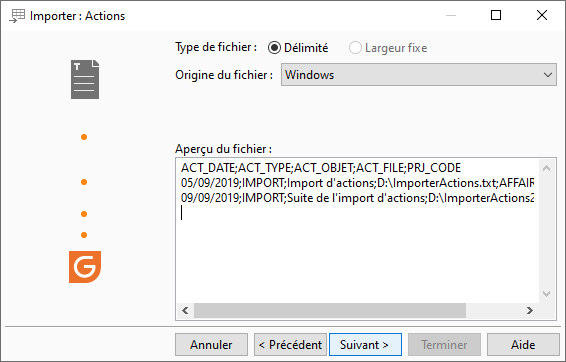 Importer : Actions
Type de fichier : Délimité Largeur fixe
Origine du fichier : Windows
T
Aperçu du fichier :
ACT_DATE;ACT_TYPE;ACT_OBJET;ACT_FILE;PRJ_CODE
05/09/2019;IMPORT;Import d'actions;D:\ImporterActions.txt;AFFAIR
09/09/2019;IMPORT;Suite de l'import d'actions;D:\ImporterActions2
G
Annuler < Précédent Suivant > Terminer Aide